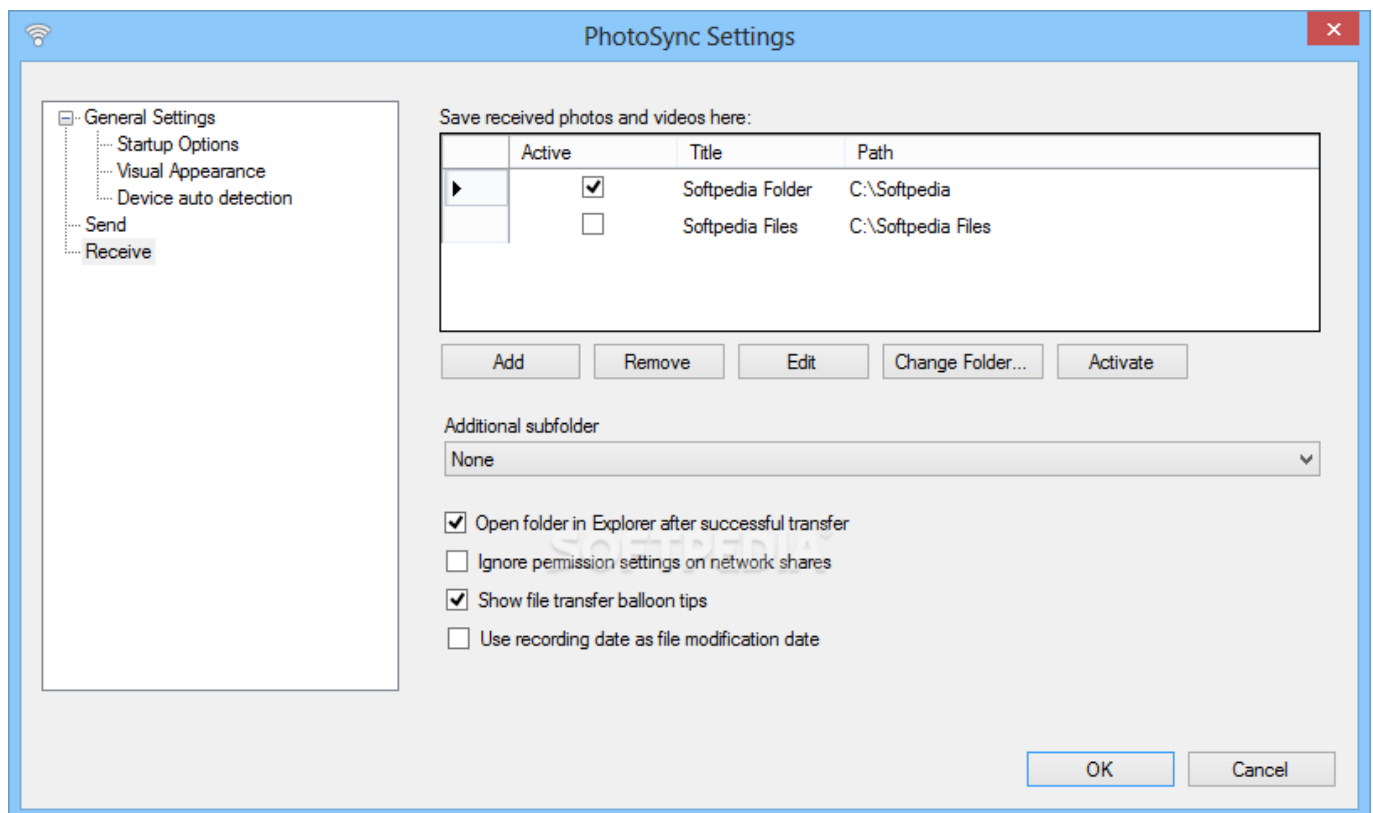 PhotoSync Settings
General Settings
Startup Options
Visual Appearance
Device auto detection
Send
Receive
Save received photos and videos here:
Active Title Path
Softpedia Folder C:\Softpedia
Softpedia Files C:\Softpedia Files
Add Remove Edit Change Folder... Activate
Additional subfolder
None
Open folder in Explorer after successful transfer
SOFTPEDIA®
Ignore permission settings on network shares
Show file transfer balloon tips
Use recording date as file modification date
OK Cancel